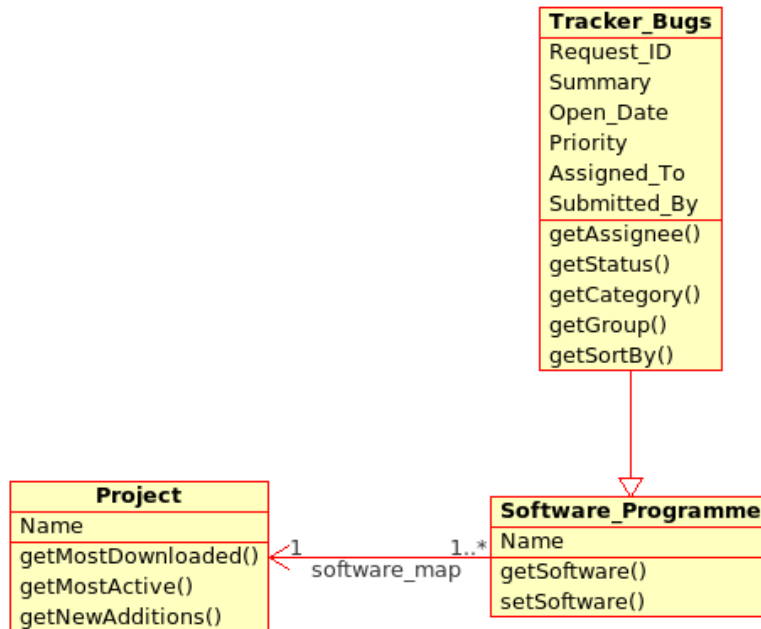 Tracker_Bugs
Request_ID
Summary
Open_Date
Priority
Assigned_To
Submitted_By
getAssignee()
getStatus()
getCategory()
getGroup()
getSortBy()
Project
Name
getMostDownloaded()
getMostActive()
getNewAdditions()
1
1..*
software_map
Software_Programme
Name
getSoftware()
setSoftware()